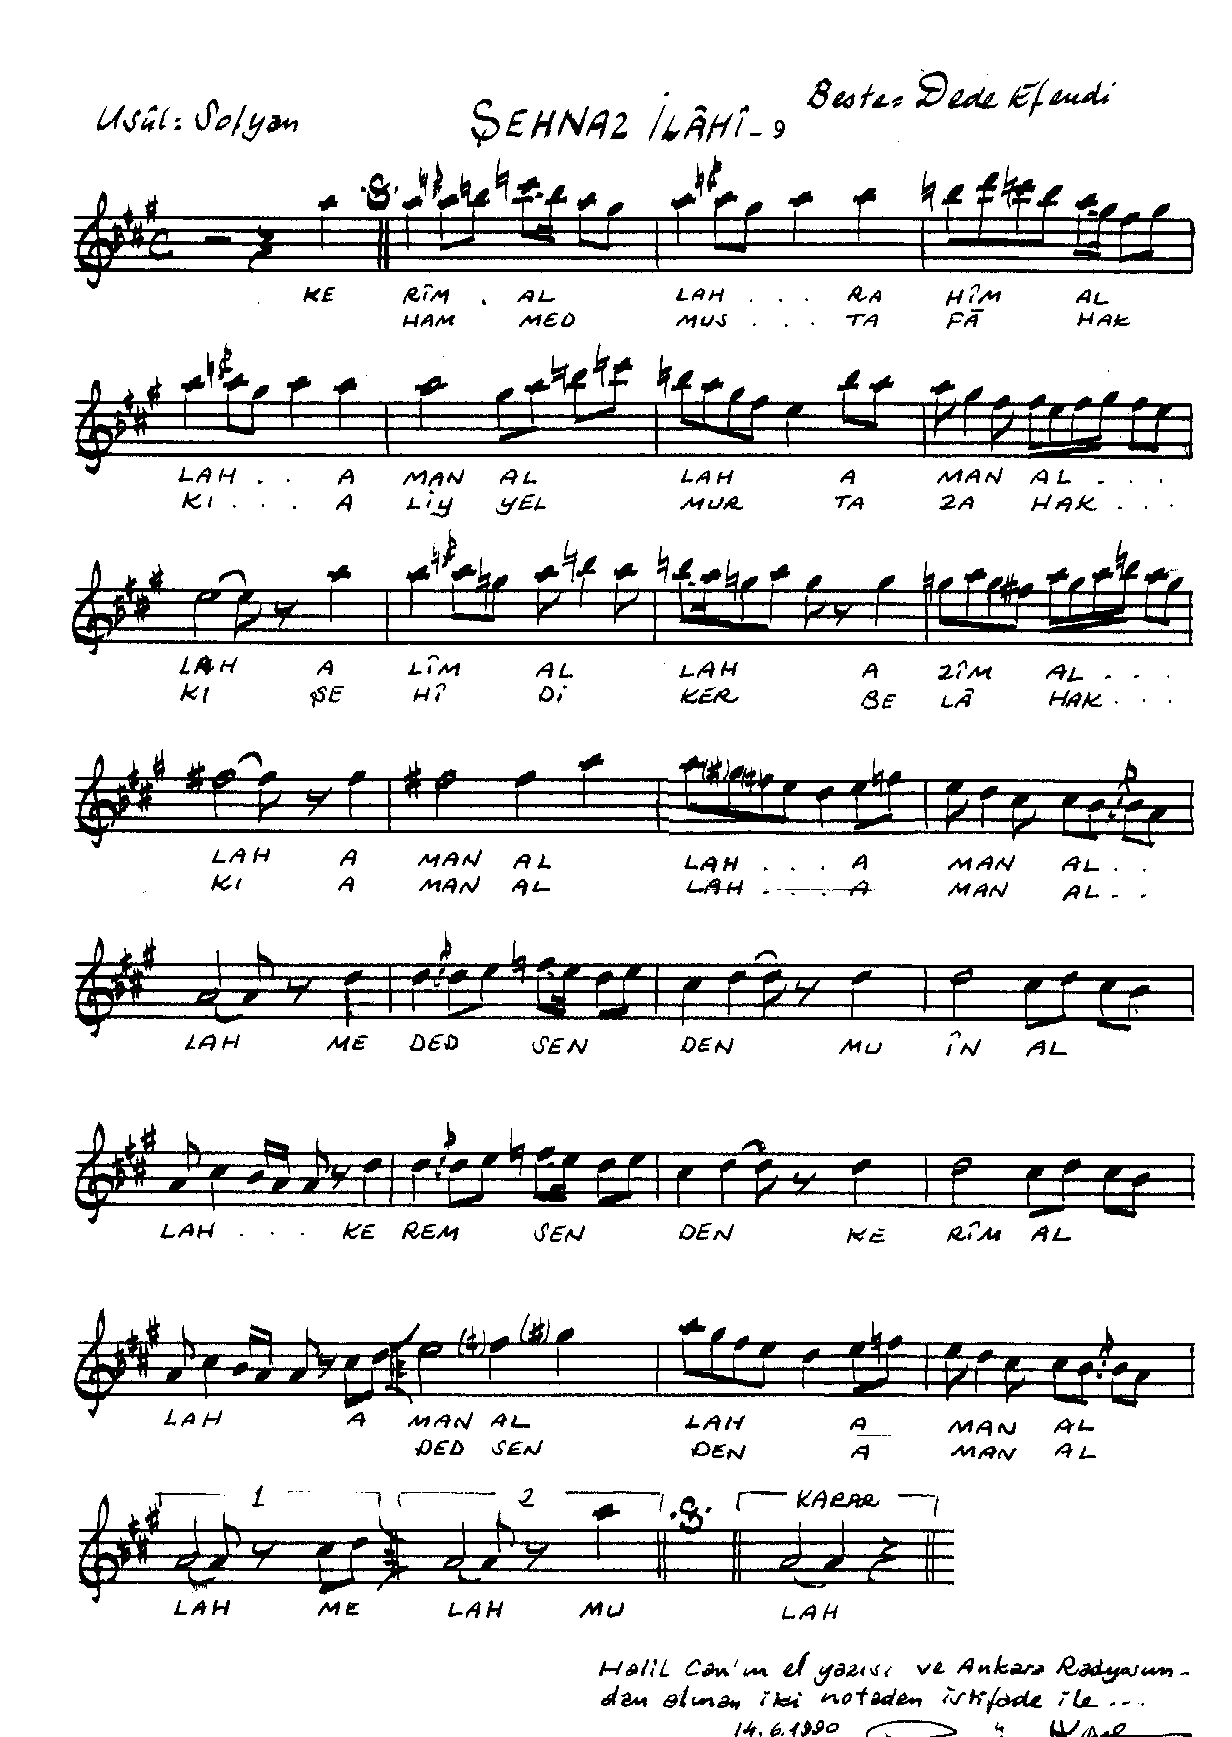 Usûl: Sofyan
ŞEHNAZ İLÂHÎ-9
Beste: Dede Efendi
KE RÎM . AL LAH . . . RA HÎM AL
HAM MED MUS . . . TA FÂ HAK
LAH . . A MAN AL LAH A MAN AL . . .
KI . . . A LİY YEL MUR TA ZA HAK . . .
LAH A LÎM AL LAH A ZÎM AL . . .
KI ŞE HÎ Dİ KER BE LÂ HAK . . .
LAH A MAN AL LAH . . . A MAN AL . .
KI A MAN AL LAH . . . A MAN AL . .
LAH ME DED SEN DEN MU ÎN AL
LAH . . . KE REM SEN DEN KE RÎM AL
LAH A MAN AL LAH A MAN AL
DED SEN DEN A MAN AL
1 2 KARAR
LAH ME LAH MU LAH
Halil Can'ın el yazısı ve Ankara Radyosun-
dan alınan iki notadan istifade ile ...
14.6.1990